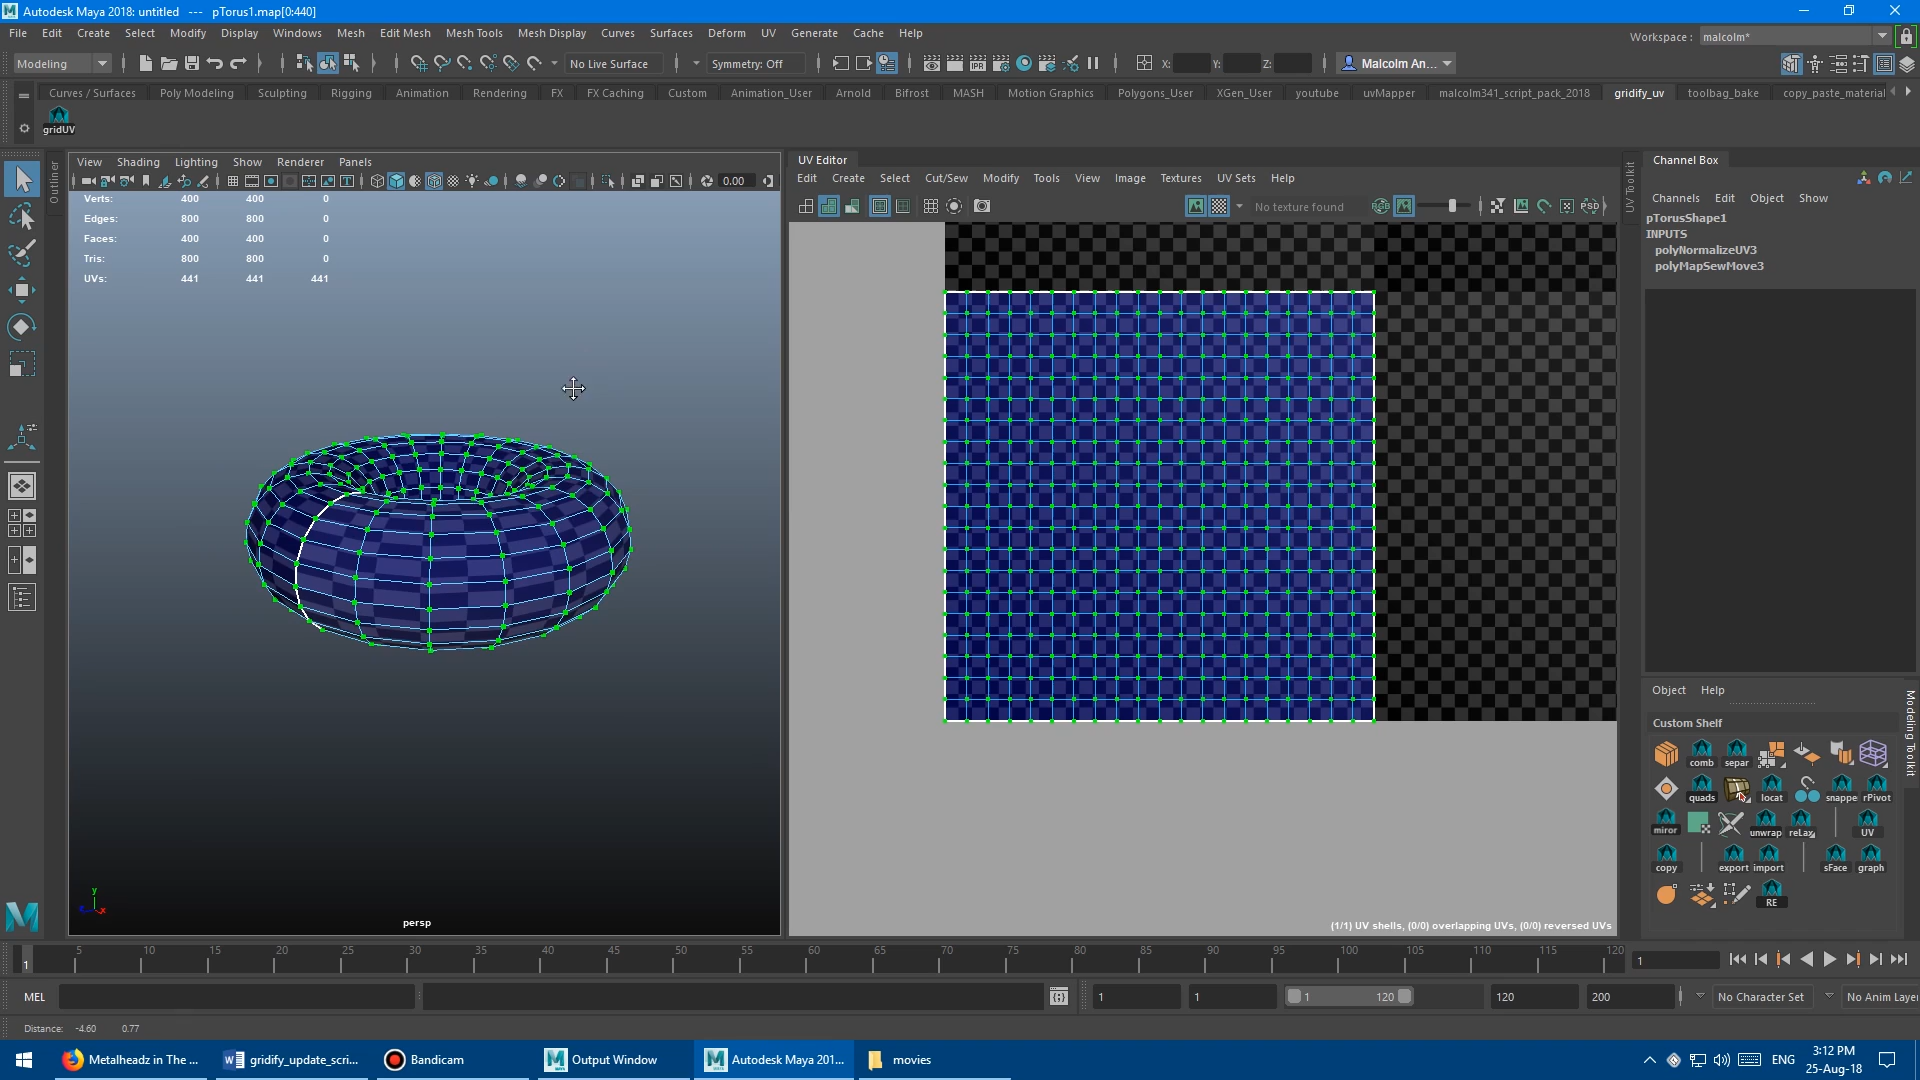 Autodesk Maya 2018: untitled   ---   pTorus1.map[0:440]
File Edit Create Select Modify Display Windows Mesh Edit Mesh Mesh Tools Mesh Display Curves Surfaces Deform UV Generate Cache Help
Workspace : malcolm*
Modeling No Live Surface Symmetry: Off X: Y: Z: Malcolm An...
Curves / Surfaces Poly Modeling Sculpting Rigging Animation Rendering FX FX Caching Custom Animation_User Arnold Bifrost MASH Motion Graphics Polygons_User XGen_User youtube uvMapper malcolm341_script_pack_2018 gridify_uv toolbag_bake copy_paste_material
gridUV
Outliner
View Shading Lighting Show Renderer Panels
0.00
Verts: 400 400 0
Edges: 800 800 0
Faces: 400 400 0
Tris: 800 800 0
UVs: 441 441 441
y
x
persp
UV Editor
Edit Create Select Cut/Sew Modify Tools View Image Textures UV Sets Help
No texture found
RGB
PSD
(1/1) UV shells, (0/0) overlapping UVs, (0/0) reversed UVs
UV Toolkit
Channel Box
Channels Edit Object Show
pTorusShape1
INPUTS
polyNormalizeUV3
polyMapSewMove3
Object Help
Custom Shelf
comb separ
quads locat snappe rPivot
miror unwrap relax UV
copy export import sFace graph
RE
Modeling Toolkit
5 10 15 20 25 30 35 40 45 50 55 60 65 70 75 80 85 90 95 100 105 110 115 120
1
1
MEL
1 1 1 120 120 200 No Character Set No Anim Layer
Distance: -4.60 0.77
Metalheadz in The ... gridify_update_scri... Bandicam Output Window Autodesk Maya 201... movies
ENG
3:12 PM
25-Aug-18